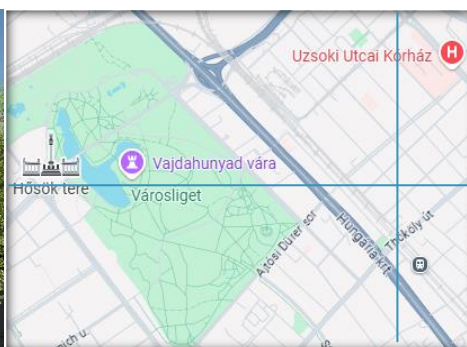 Uzsoki Utcai Kórház
H
Vajdahunyad vára
Hősök tere
Városliget
Ajtósi Dürer sor
Hungária krt.
Thököly út